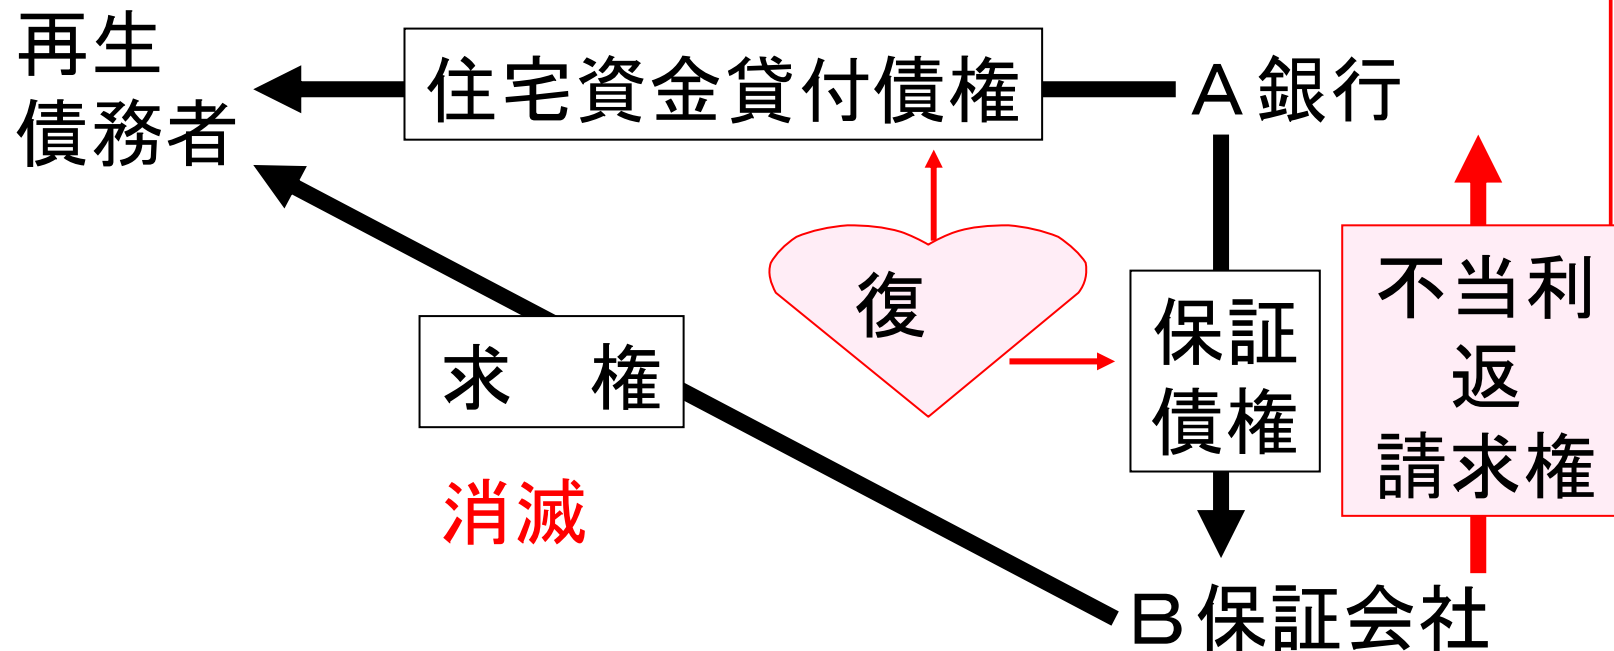 再生
債務者
住宅資金貸付債権
A銀行
復
求　権
保証
債権
不当利
返
請求権
消滅
B保証会社